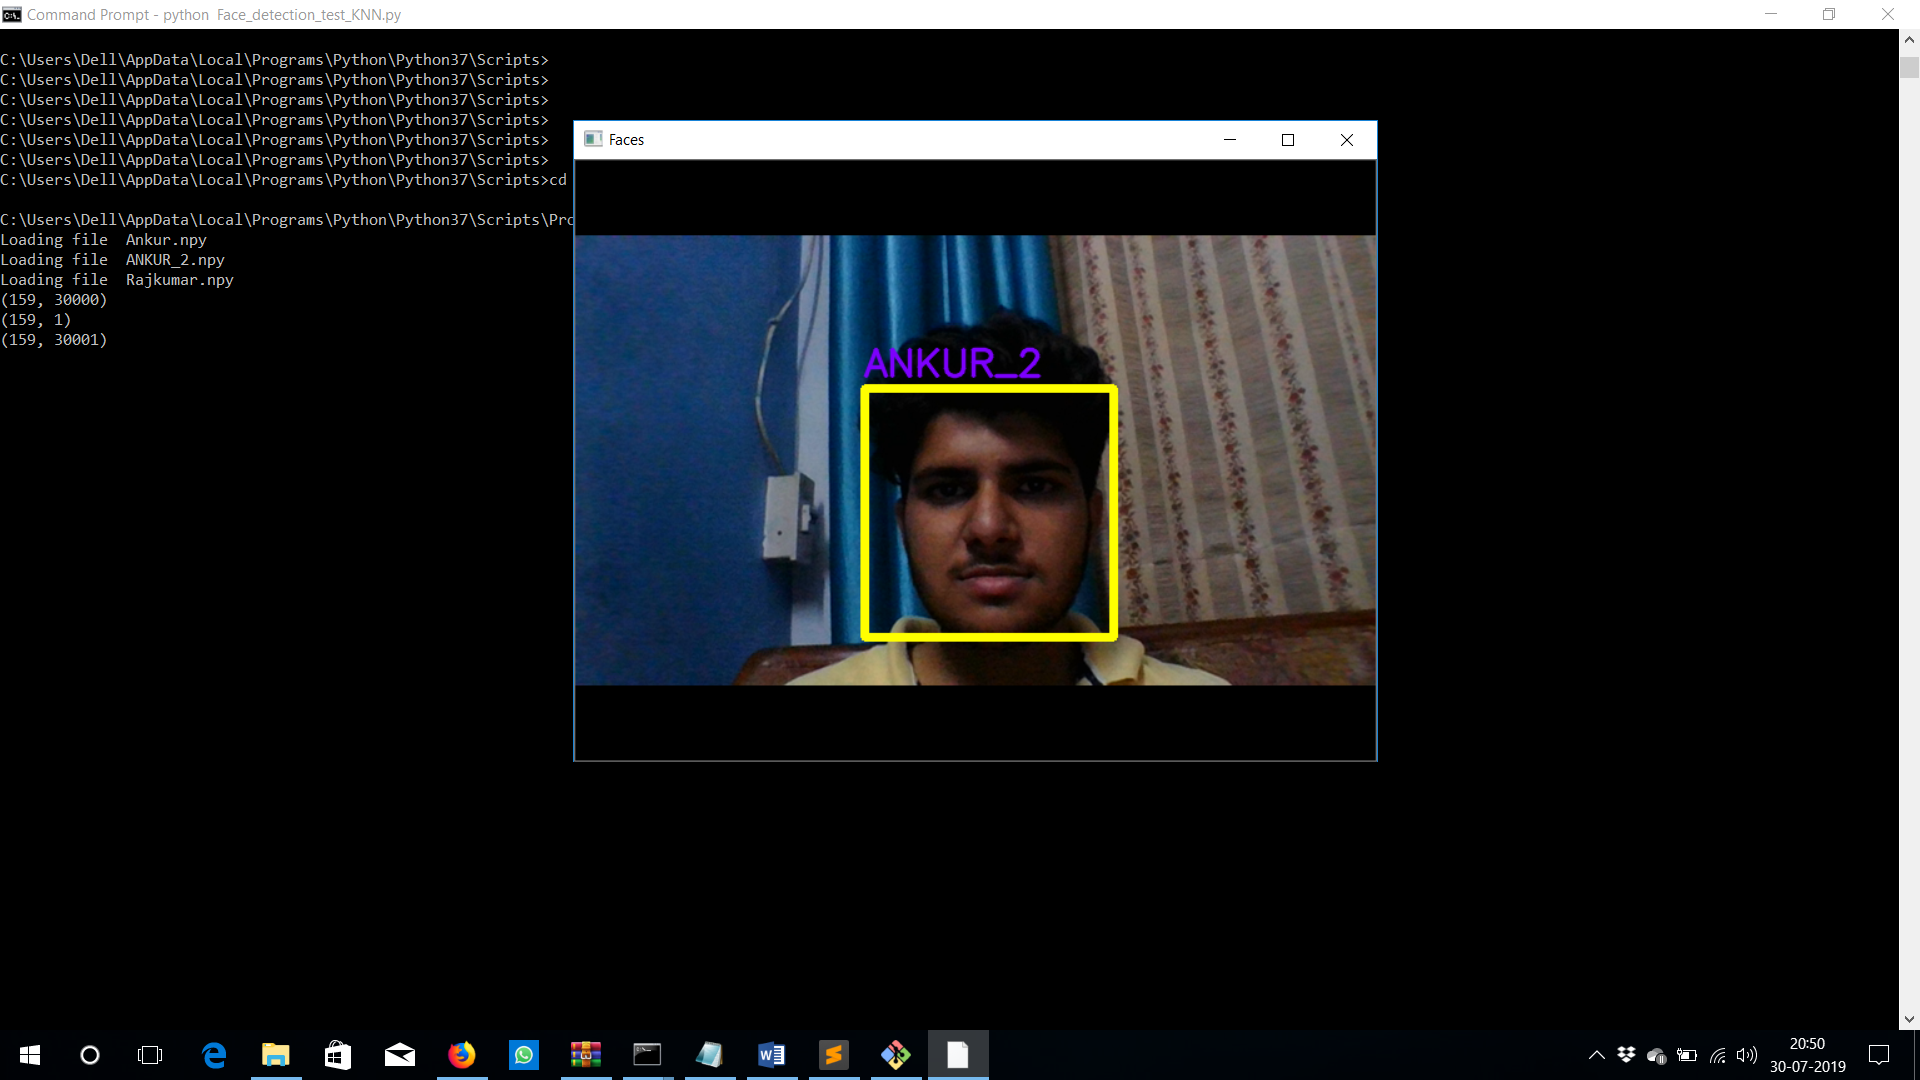 Command Prompt - python  Face_detection_test_KNN.py
C:\Users\Dell\AppData\Local\Programs\Python\Python37\Scripts>
C:\Users\Dell\AppData\Local\Programs\Python\Python37\Scripts>
C:\Users\Dell\AppData\Local\Programs\Python\Python37\Scripts>
C:\Users\Dell\AppData\Local\Programs\Python\Python37\Scripts>
C:\Users\Dell\AppData\Local\Programs\Python\Python37\Scripts>
C:\Users\Dell\AppData\Local\Programs\Python\Python37\Scripts>
C:\Users\Dell\AppData\Local\Programs\Python\Python37\Scripts>cd
C:\Users\Dell\AppData\Local\Programs\Python\Python37\Scripts\Pro
Loading file  Ankur.npy
Loading file  ANKUR_2.npy
Loading file  Rajkumar.npy
(159, 30000)
(159, 1)
(159, 30001)
Faces
ANKUR_2
20:50
30-07-2019